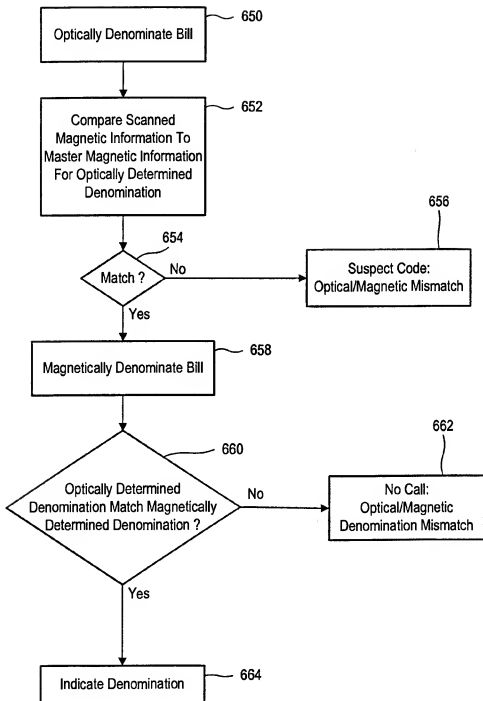 650
Optically Denominate Bill
652
Compare Scanned
Magnetic Information To
Master Magnetic Information
For Optically Determined
Denomination
654
Match ?
No
656
Suspect Code:
Optical/Magnetic Mismatch
Yes
658
Magnetically Denominate Bill
660
Optically Determined
Denomination Match Magnetically
Determined Denomination ?
No
662
No Call:
Optical/Magnetic
Denomination Mismatch
Yes
Indicate Denomination
664